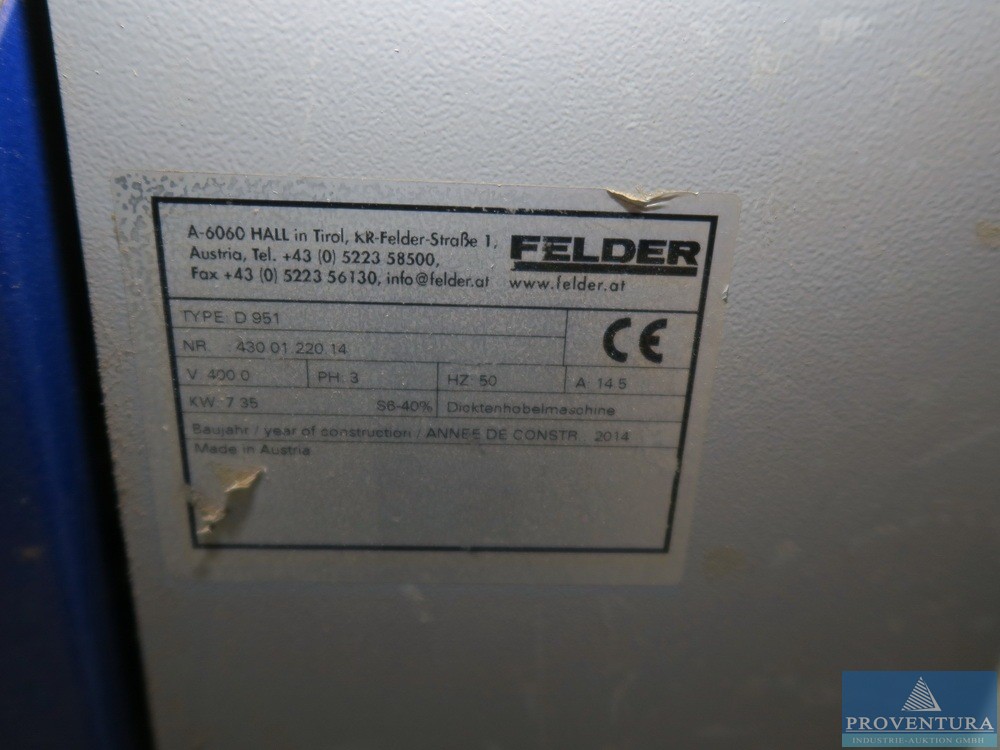 A-6060 HALL in Tirol, KR-Felder-Straße 1,
Austria, Tel. +43 (0) 5223 58500,
Fax +43 (0) 5223 56130, info@felder.at
FELDER
www.felder.at
TYPE: D 951
NR. 430.01.220.14
CE
V: 400.0 PH: 3 HZ: 50 A: 14.5
KW: 7.35 S6-40% Dicktenhobelmaschine
Baujahr / year of construction / ANNEE DE CONSTR. 2014
Made in Austria
PROVENTURA
INDUSTRIE-AUKTION GMBH